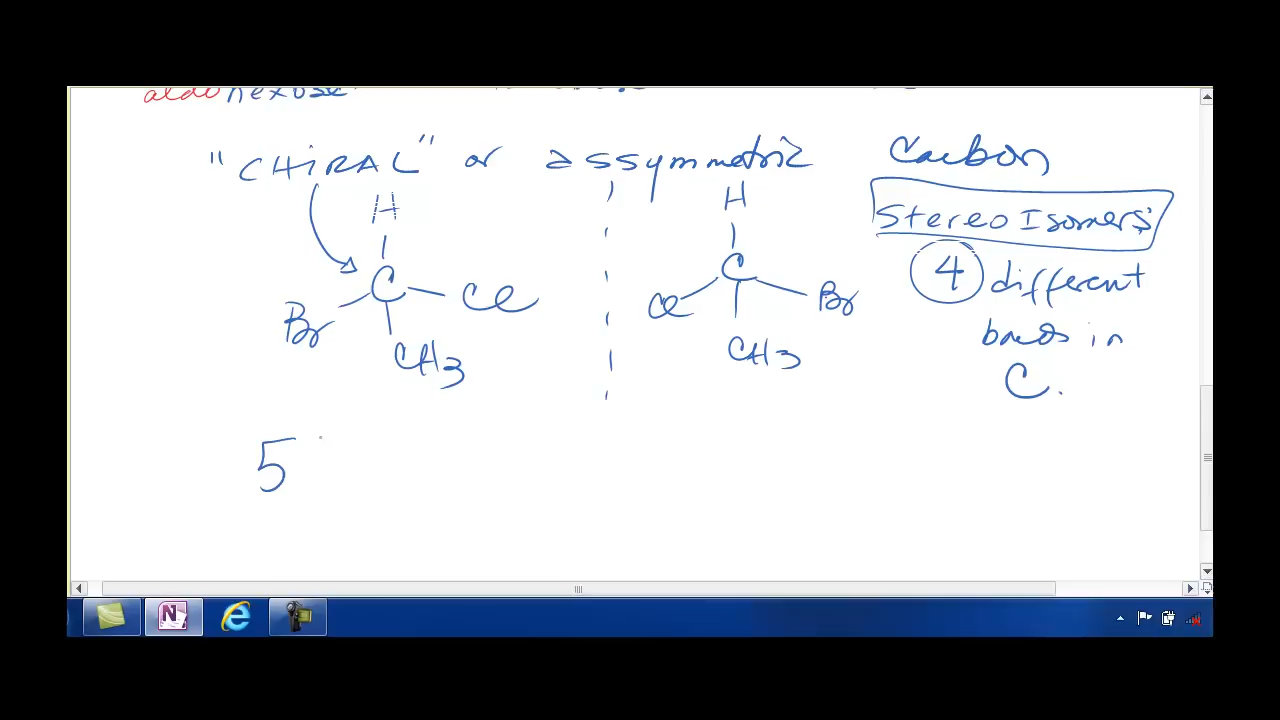 aldohexose
"CHIRAL" or assymmetric Carbon
Stereo Isomers
H H
4 different
C C
Br Cl Cl Br
bonds in
CH3 CH3
C.
5